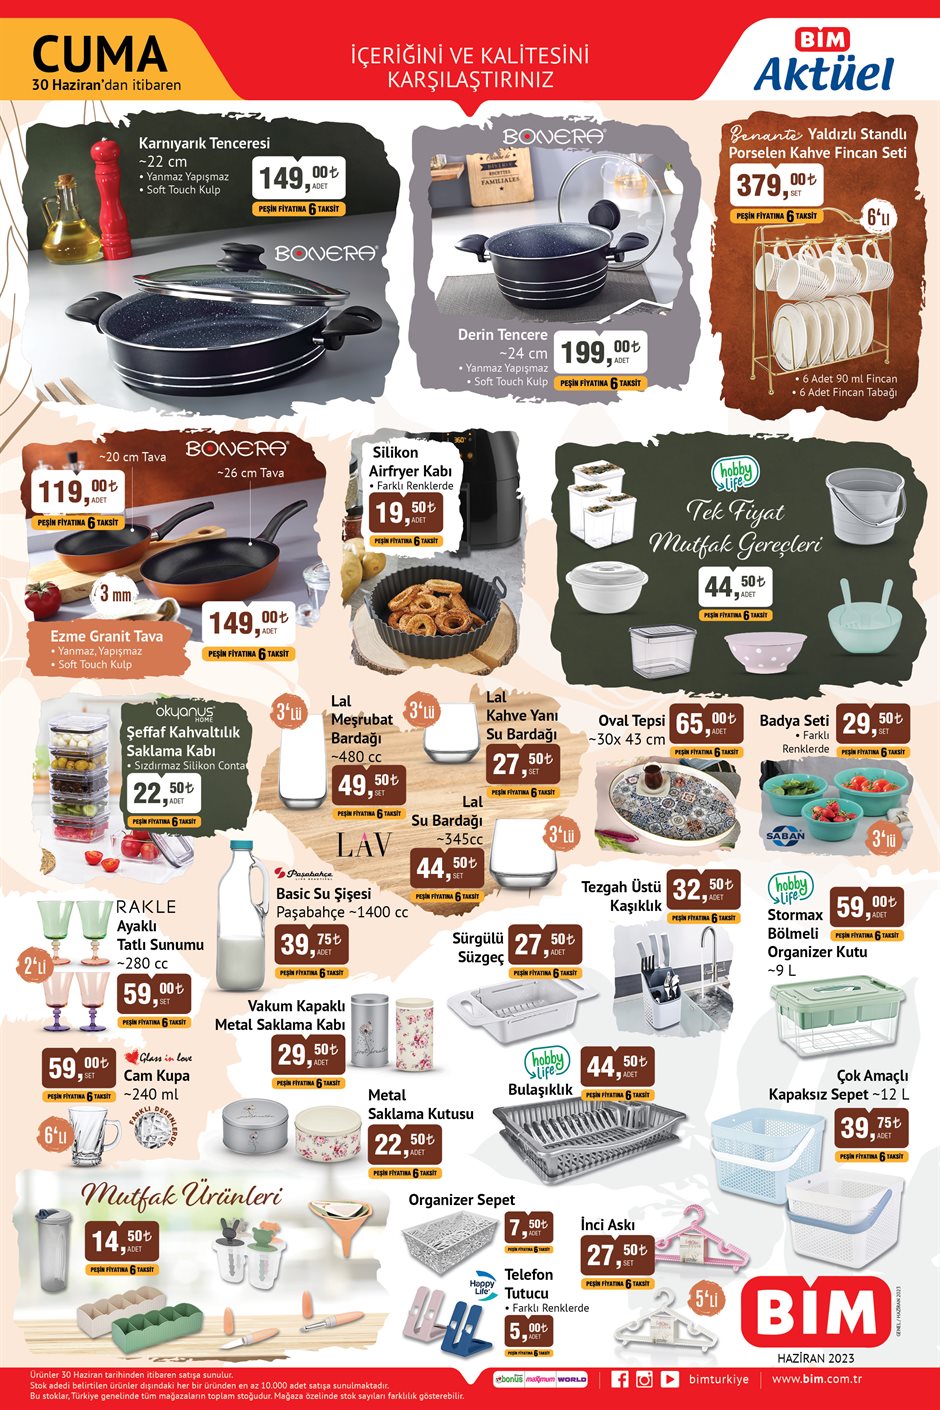 CUMA
30 Haziran'dan itibaren
İÇERİĞİNİ VE KALİTESİNİ
KARŞILAŞTIRINIZ
BİM
Aktüel
Karnıyarık Tenceresi
~22 cm
• Yanmaz Yapışmaz
• Soft Touch Kulp
149,00₺
ADET
PEŞİN FİYATINA 6 TAKSİT
BONERA
BONERA
Derin Tencere
~24 cm
• Yanmaz Yapışmaz
• Soft Touch Kulp
199,00₺
ADET
PEŞİN FİYATINA 6 TAKSİT
Benante Yaldızlı Standlı
Porselen Kahve Fincan Seti
379,00₺
SET
PEŞİN FİYATINA 6 TAKSİT
6'LI
• 6 Adet 90 ml Fincan
• 6 Adet Fincan Tabağı
BONERA
~20 cm Tava
~26 cm Tava
119,00₺
ADET
PEŞİN FİYATINA 6 TAKSİT
3 mm
149,00₺
ADET
PEŞİN FİYATINA 6 TAKSİT
Ezme Granit Tava
• Yanmaz, Yapışmaz
• Soft Touch Kulp
360°
Silikon
Airfryer Kabı
• Farklı Renklerde
19,50₺
ADET
PEŞİN FİYATINA 6 TAKSİT
hobby life
Tek Fiyat
Mutfak Gereçleri
44,50₺
ADET
PEŞİN FİYATINA 6 TAKSİT
okyanus
HOME
Şeffaf Kahvaltılık
Saklama Kabı
• Sızdırmaz Silikon Conta
22,50₺
ADET
PEŞİN FİYATINA 6 TAKSİT
3'LÜ
Lal
Meşrubat
Bardağı
~480 cc
49,50₺
SET
PEŞİN FİYATINA 6 TAKSİT
3'LÜ
Lal
Kahve Yanı
Su Bardağı
27,50₺
SET
PEŞİN FİYATINA 6 TAKSİT
LAV
Lal
Su Bardağı
~345cc
44,50₺
SET
PEŞİN FİYATINA 6 TAKSİT
3'LÜ
Oval Tepsi
~30x 43 cm
65,00₺
ADET
PEŞİN FİYATINA 6 TAKSİT
Badya Seti
• Farklı
Renklerde
29,50₺
SET
PEŞİN FİYATINA 6 TAKSİT
SABAN
3'lü
Paşabahçe
Basic Su Şişesi
Paşabahçe ~1400 cc
39,75₺
ADET
PEŞİN FİYATINA 6 TAKSİT
RAKLE
Ayaklı
Tatlı Sunumu
~280 cc
2'Lİ
59,00₺
SET
PEŞİN FİYATINA 6 TAKSİT
Sürgülü
Süzgeç
27,50₺
ADET
PEŞİN FİYATINA 6 TAKSİT
Tezgah Üstü
Kaşıklık
32,50₺
ADET
PEŞİN FİYATINA 6 TAKSİT
hobby life
Stormax
Bölmeli
Organizer Kutu
~9 L
59,00₺
ADET
PEŞİN FİYATINA 6 TAKSİT
Vakum Kapaklı
Metal Saklama Kabı
29,50₺
ADET
PEŞİN FİYATINA 6 TAKSİT
59,00₺
SET
PEŞİN FİYATINA 6 TAKSİT
Glass in love
Cam Kupa
~240 ml
6'LI
FARKLI DESENLERDE
Metal
Saklama Kutusu
22,50₺
ADET
PEŞİN FİYATINA 6 TAKSİT
hobby life
Bulaşıklık
44,50₺
ADET
PEŞİN FİYATINA 6 TAKSİT
Çok Amaçlı
Kapaksız Sepet ~12 L
39,75₺
ADET
PEŞİN FİYATINA 6 TAKSİT
Mutfak Ürünleri
14,50₺
ADET
PEŞİN FİYATINA 6 TAKSİT
Organizer Sepet
7,50₺
ADET
PEŞİN FİYATINA 6 TAKSİT
Happy Life
Telefon
Tutucu
• Farklı Renklerde
5,00₺
ADET
PEŞİN FİYATINA 6 TAKSİT
İnci Askı
27,50₺
SET
PEŞİN FİYATINA 6 TAKSİT
5'Lİ
BİM
HAZİRAN 2023
GENEL / HAZİRAN 2023
Ürünler 30 Haziran tarihinden itibaren satışa sunulur.
Stok adedi belirtilen ürünler dışındaki her bir üründen en az 10.000 adet satışa sunulmaktadır.
Bu stoklar, Türkiye genelinde tüm mağazaların toplam stoğudur. Mağaza özelinde stok sayıları farklılık gösterebilir.
bonus maximum WORLD
bimturkiye
www.bim.com.tr